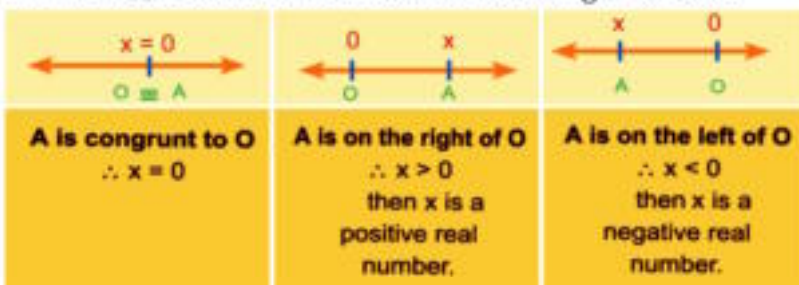 x = 0
O ≡ A
A is congrunt to O
∴ x = 0
0 x
O A
A is on the right of O
∴ x > 0
then x is a
positive real
number.
x 0
A O
A is on the left of O
∴ x < 0
then x is a
negative real
number.